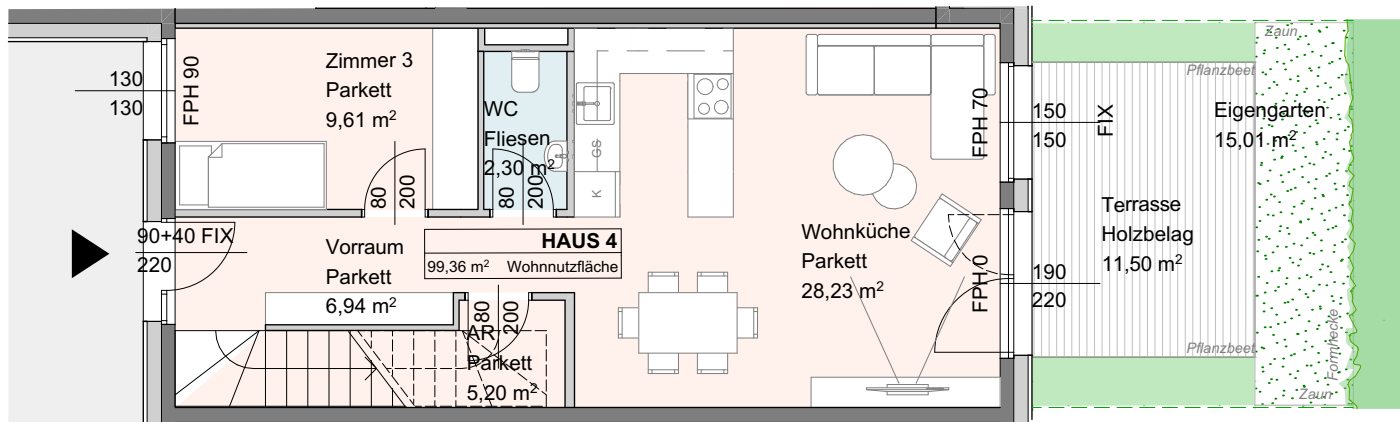 130
130
FPH 90
Zimmer 3
Parkett
9,61 m²
80
200
WC
Fliesen
2,30 m²
80
200
GS
K
90+40 FIX
220
Vorraum
Parkett
6,94 m²
HAUS 4
99,36 m² Wohnnutzfläche
80
200
AR
Parkett
5,20 m²
Wohnküche
Parkett
28,23 m²
FPH 70
150
150
FIX
FPH 0
190
220
Terrasse
Holzbelag
11,50 m²
Zaun
Pflanzbeet
Eigengarten
15,01 m²
Pflanzbeet
Formhecke
Zaun